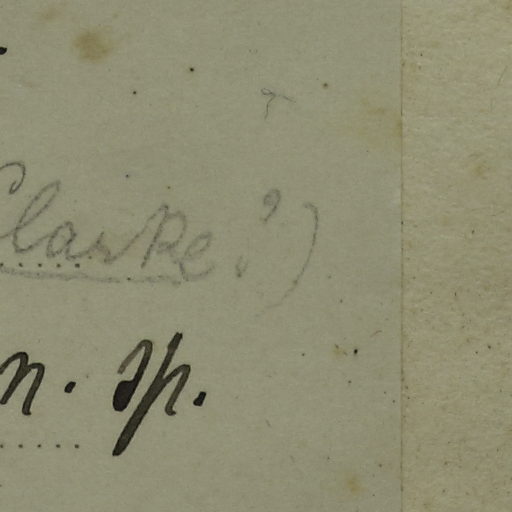 Clarke?)
n. sp.